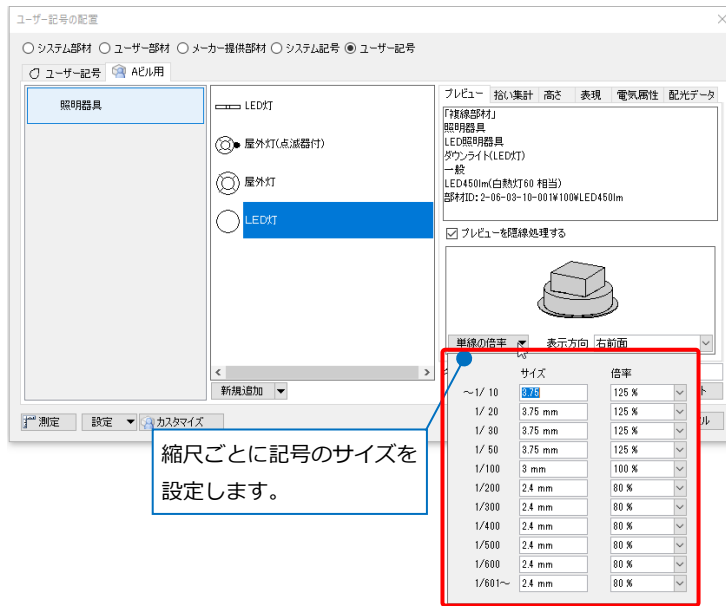 ユーザー記号の配置
システム部材 ユーザー部材 メーカー提供部材 システム記号 ユーザー記号
ユーザー記号 Aビル用
照明器具
LED灯
屋外灯(点滅器付)
屋外灯
LED灯
新規追加
プレビュー 拾い集計 高さ 表現 電気属性 配光データ
「複線部材」
照明器具
LED照明器具
ダウンライト(LED灯)
一般
LED450lm(白熱灯60 相当)
部材ID:2-06-03-10-001¥100¥LED450lm
プレビューを隠線処理する
単線の倍率 表示方向 右前面
サイズ 倍率
～1/ 10 3.75 125 %
1/ 20 3.75 mm 125 %
1/ 30 3.75 mm 125 %
1/ 50 3.75 mm 125 %
1/100 3 mm 100 %
1/200 2.4 mm 80 %
1/300 2.4 mm 80 %
1/400 2.4 mm 80 %
1/500 2.4 mm 80 %
1/600 2.4 mm 80 %
1/601～ 2.4 mm 80 %
測定 設定 カスタマイズ
縮尺ごとに記号のサイズを
設定します。